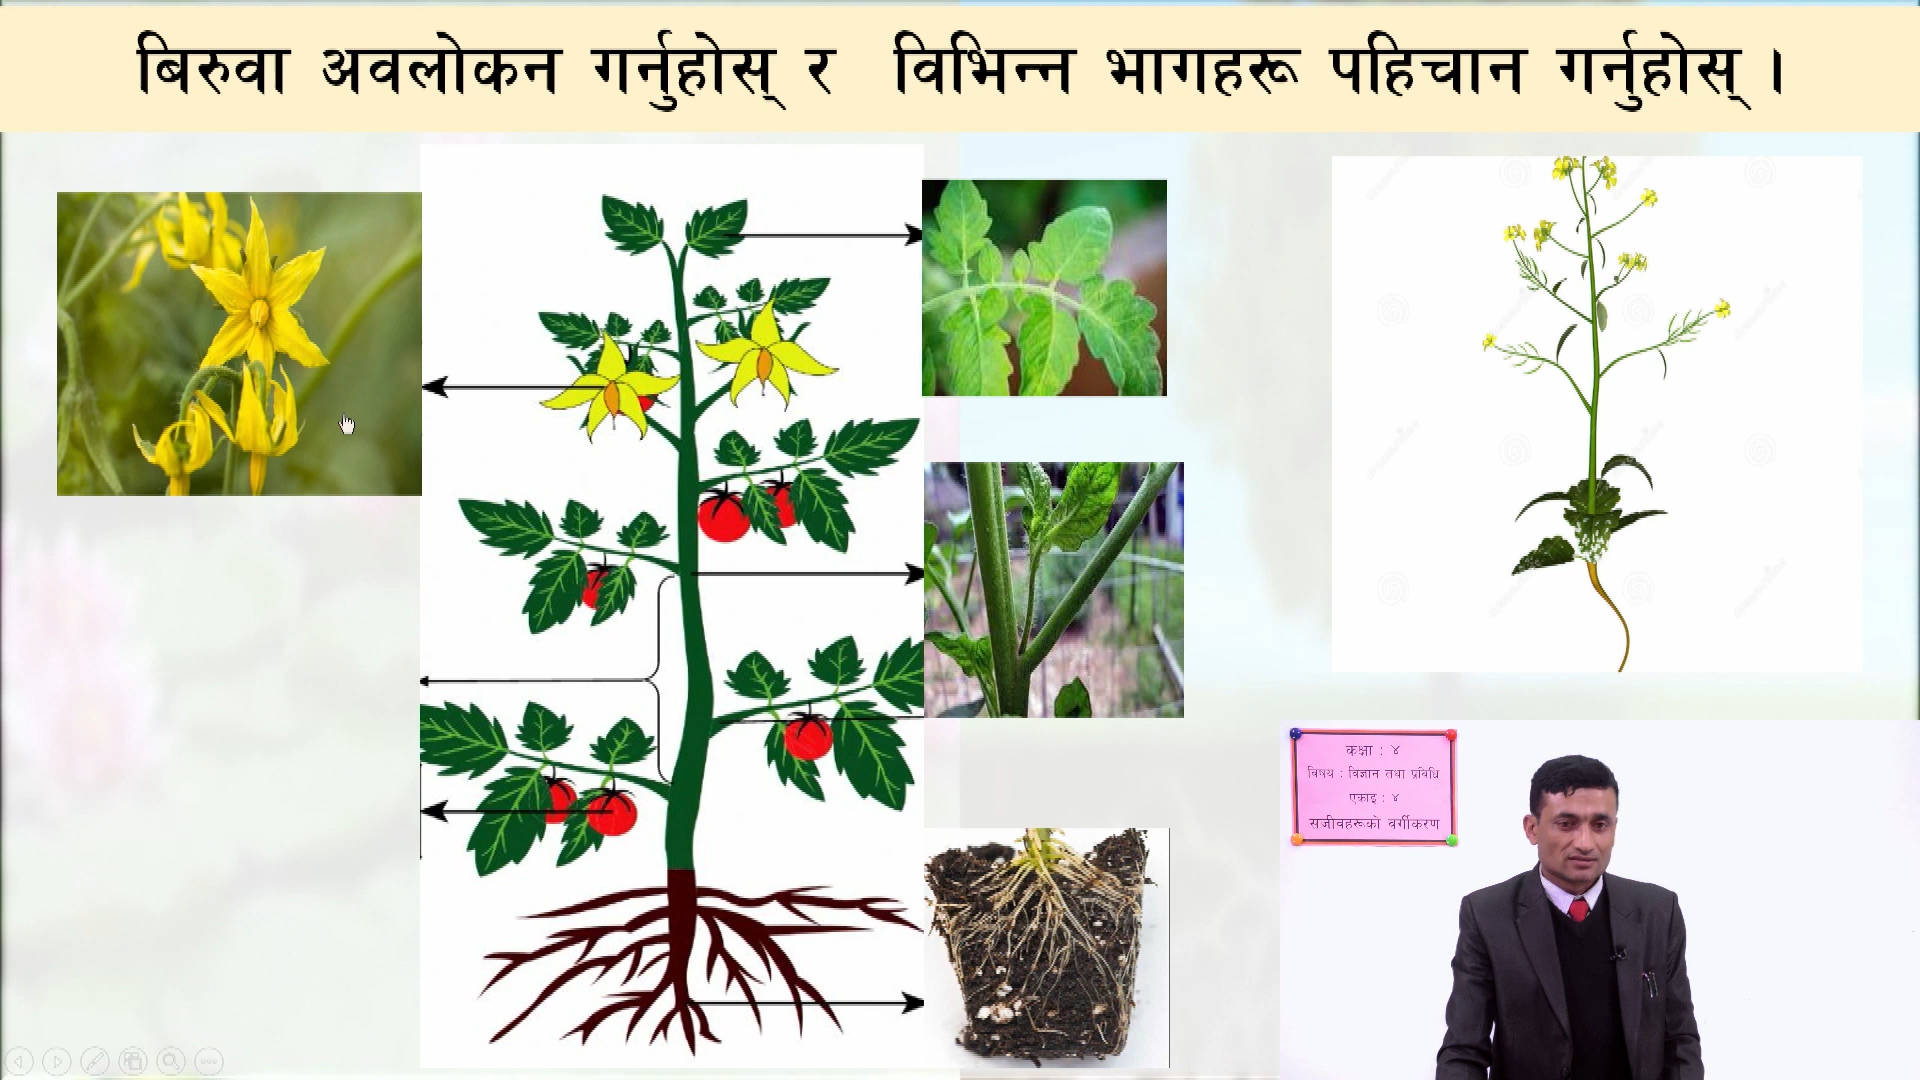 बिरुवा अवलोकन गर्नुहोस् र विभिन्न भागहरू पहिचान गर्नुहोस् ।
कक्षा : ४
विषय : विज्ञान तथा प्रविधि
एकाइ : ४
सजीवहरूको वर्गीकरण